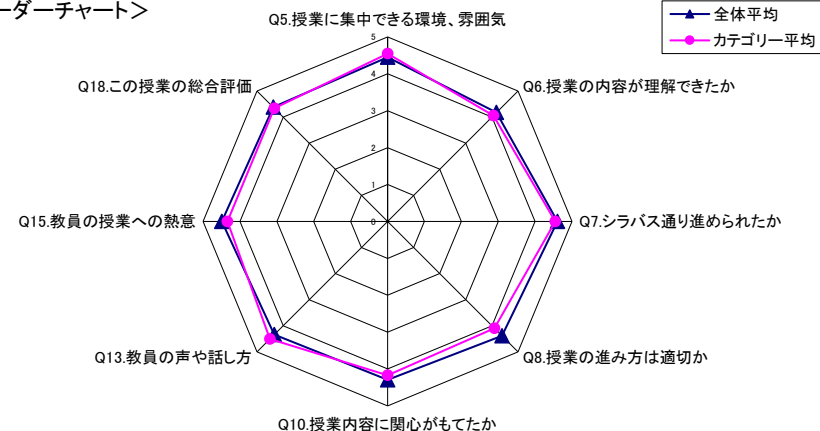 ーダーチャート＞
全体平均
カテゴリー平均
Q5.授業に集中できる環境、雰囲気
Q18.この授業の総合評価
Q6.授業の内容が理解できたか
Q15.教員の授業への熱意
Q7.シラバス通り進められたか
Q13.教員の声や話し方
Q8.授業の進み方は適切か
Q10.授業内容に関心がもてたか
5
4
3
2
1
0